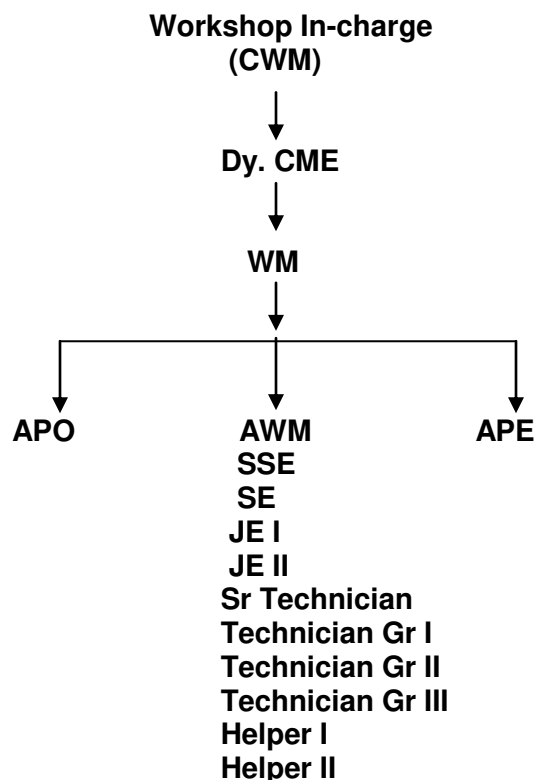 Workshop In-charge
(CWM)
Dy. CME
WM
APO AWM APE
SSE
SE
JE I
JE II
Sr Technician
Technician Gr I
Technician Gr II
Technician Gr III
Helper I
Helper II